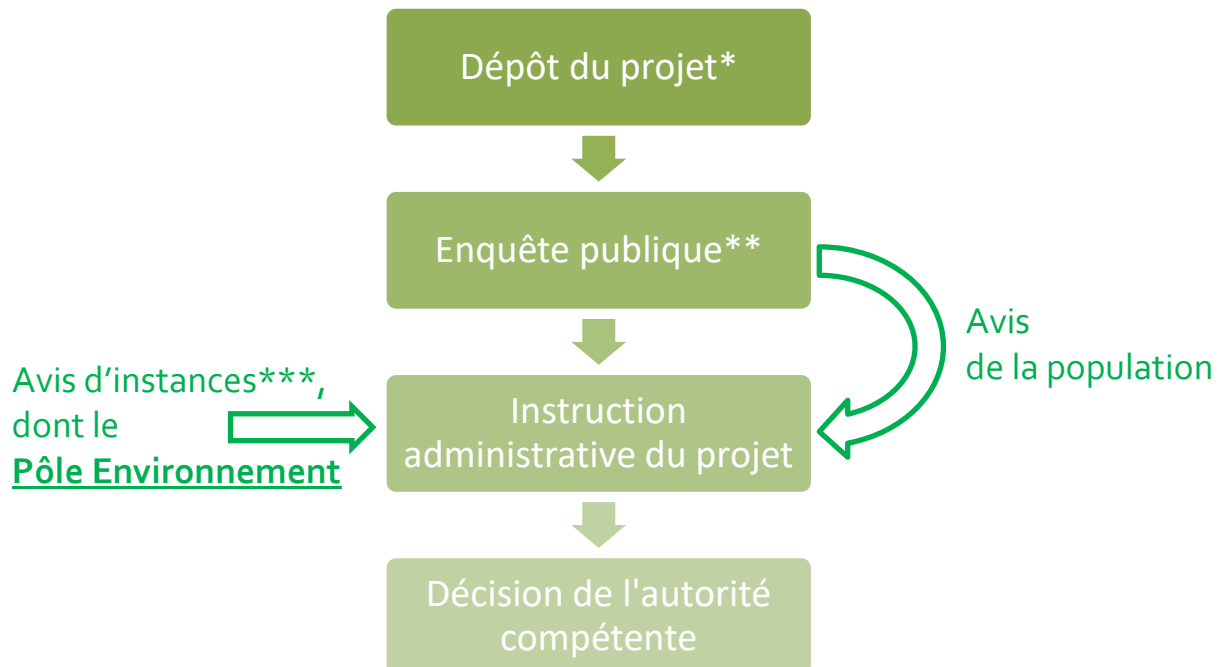 Dépôt du projet*
Enquête publique**
Avis
de la population
Avis d’instances***,
dont le
Pôle Environnement
Instruction
administrative du projet
Décision de l'autorité
compétente